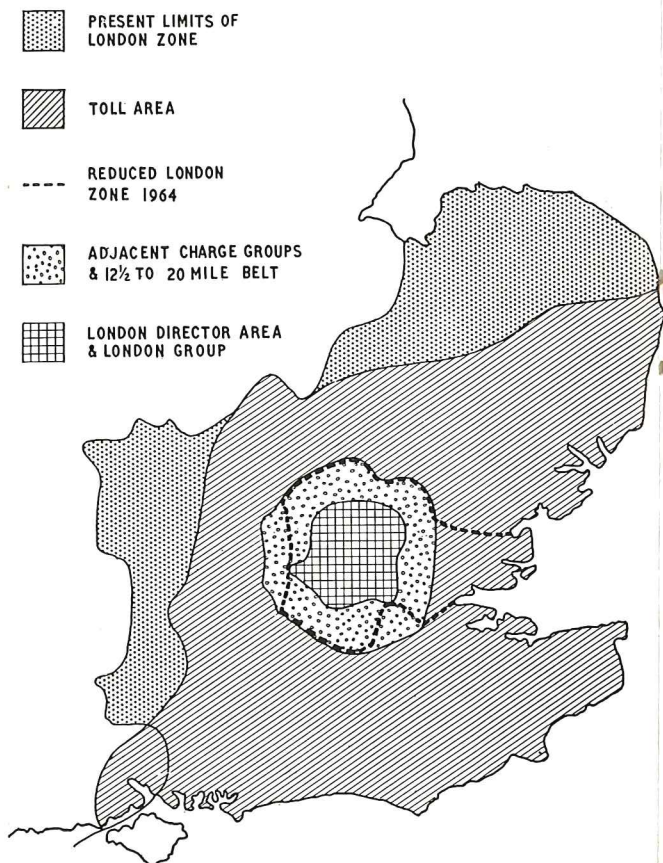 PRESENT LIMITS OF
LONDON ZONE
TOLL AREA
REDUCED LONDON
ZONE 1964
ADJACENT CHARGE GROUPS
& 12½ TO 20 MILE BELT
LONDON DIRECTOR AREA
& LONDON GROUP